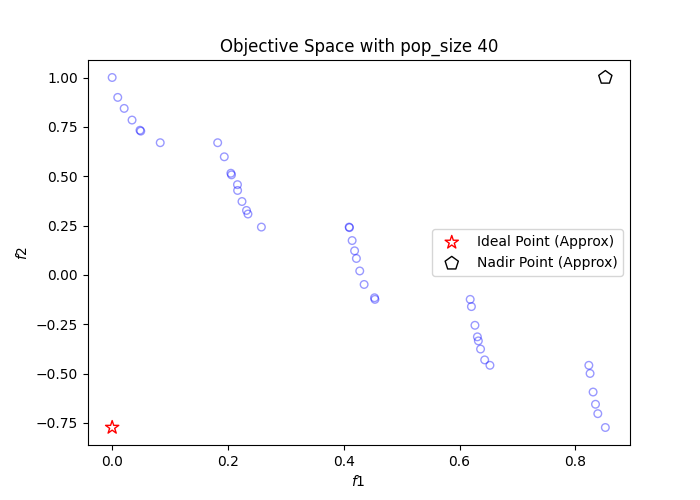 Objective Space with pop_size 40
1.00
0.75
0.50
0.25
0.00
−0.25
−0.50
−0.75
f2
Ideal Point (Approx)
Nadir Point (Approx)
0.0 0.2 0.4 0.6 0.8
f1